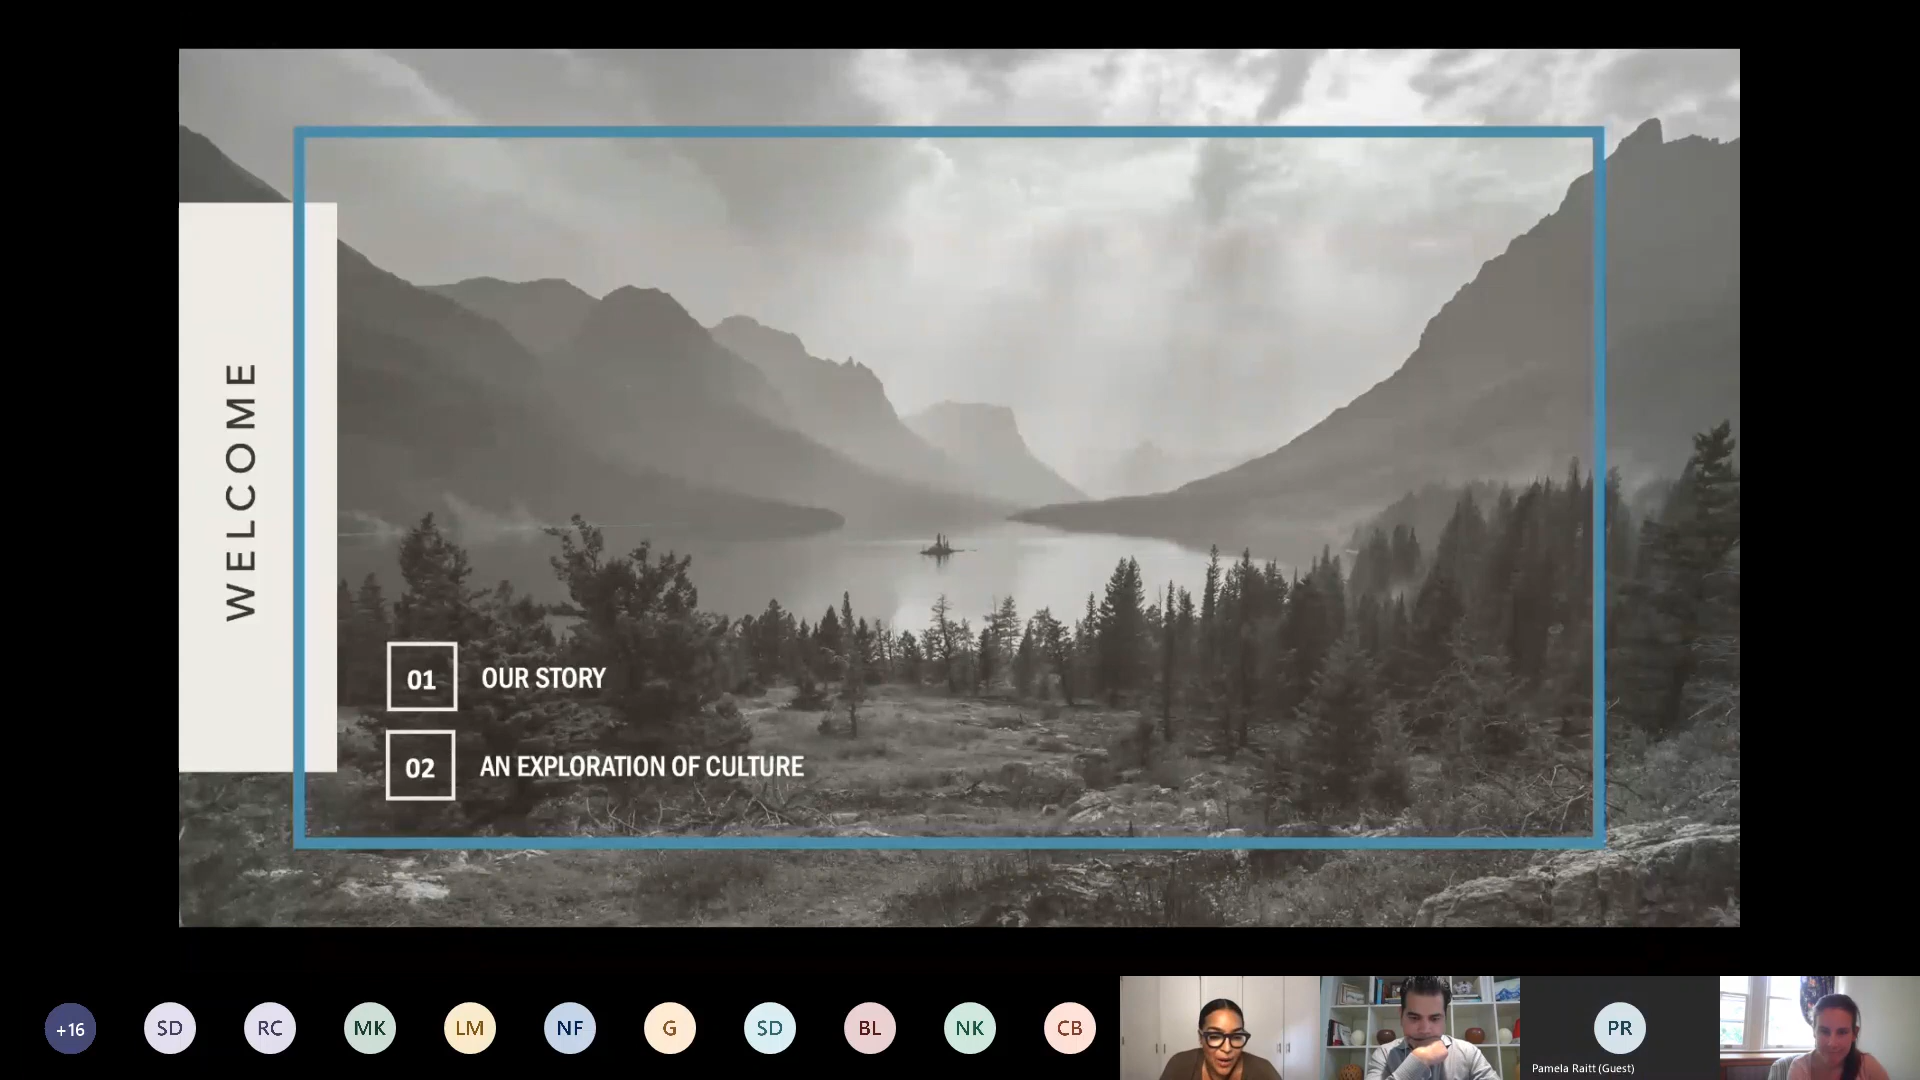 WELCOME
01 OUR STORY
02 AN EXPLORATION OF CULTURE
+16 SD RC MK LM NF G SD BL NK CB PR
Pamela Raitt (Guest)